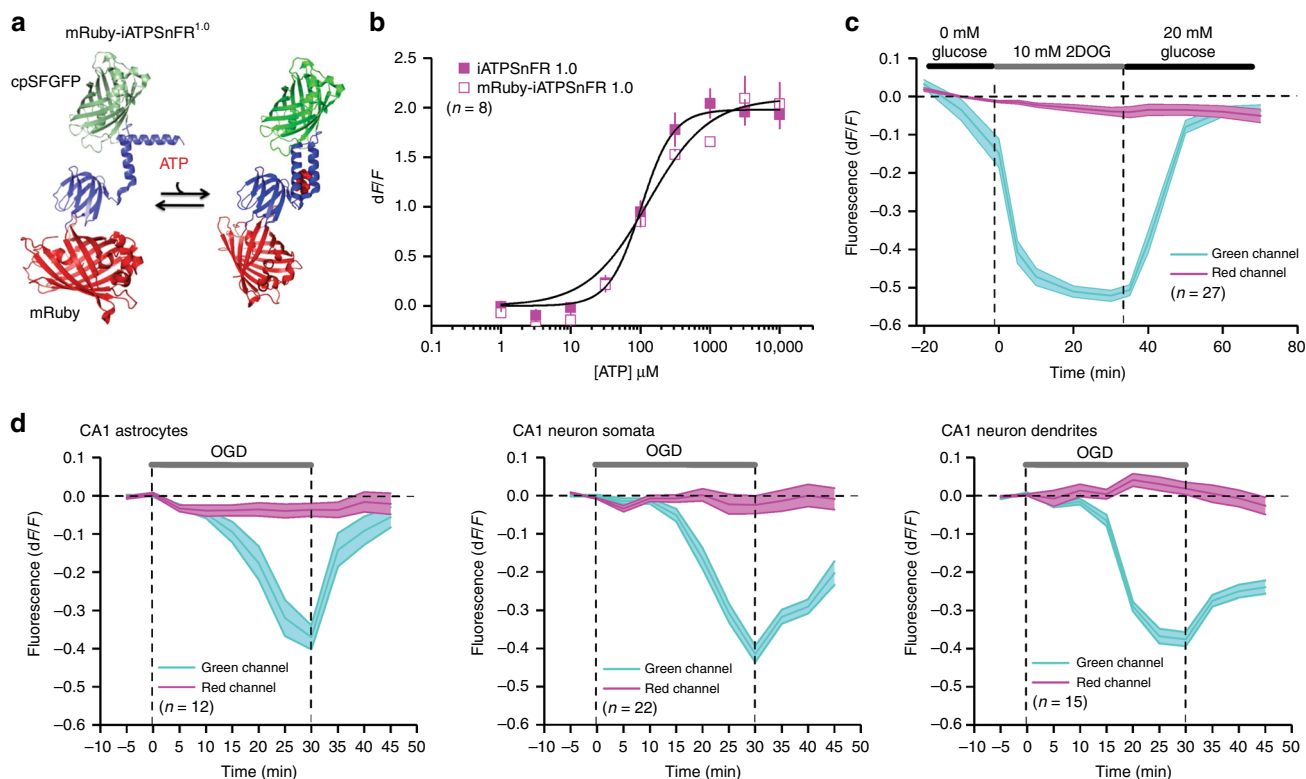 a
mRuby-iATPSnFR1.0
cpSFGFP
ATP
mRuby
b
2.5
2.0
1.5
1.0
0.5
0.0
dF/F
iATPSnFR 1.0
mRuby-iATPSnFR 1.0
(n = 8)
0.1 1 10 100 1000 10,000
[ATP] μM
c
0 mM glucose
10 mM 2DOG
20 mM glucose
0.1
0.0
−0.1
−0.2
−0.3
−0.4
−0.5
−0.6
Fluorescence (dF/F)
Green channel
Red channel
(n = 27)
−20 0 20 40 60 80
Time (min)
d
CA1 astrocytes
OGD
0.1
0.0
−0.1
−0.2
−0.3
−0.4
−0.5
−0.6
Fluorescence (dF/F)
Green channel
Red channel
(n = 12)
−10 −5 0 5 10 15 20 25 30 35 40 45 50
Time (min)
CA1 neuron somata
OGD
0.1
0.0
−0.1
−0.2
−0.3
−0.4
−0.5
−0.6
Fluorescence (dF/F)
Green channel
Red channel
(n = 22)
−10 −5 0 5 10 15 20 25 30 35 40 45 50
Time (min)
CA1 neuron dendrites
OGD
0.1
0.0
−0.1
−0.2
−0.3
−0.4
−0.5
−0.6
Fluorescence (dF/F)
Green channel
Red channel
(n = 15)
−10 −5 0 5 10 15 20 25 30 35 40 45 50
Time (min)